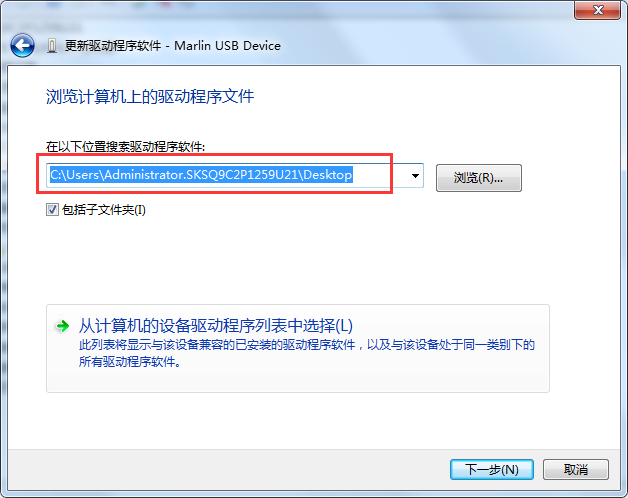 更新驱动程序软件 - Marlin USB Device
浏览计算机上的驱动程序文件
在以下位置搜索驱动程序软件:
C:\Users\Administrator.SKSQ9C2P1259U21\Desktop
浏览(R)...
包括子文件夹(I)
从计算机的设备驱动程序列表中选择(L)
此列表将显示与该设备兼容的已安装的驱动程序软件，以及与该设备处于同一类别下的
所有驱动程序软件。
下一步(N)
取消